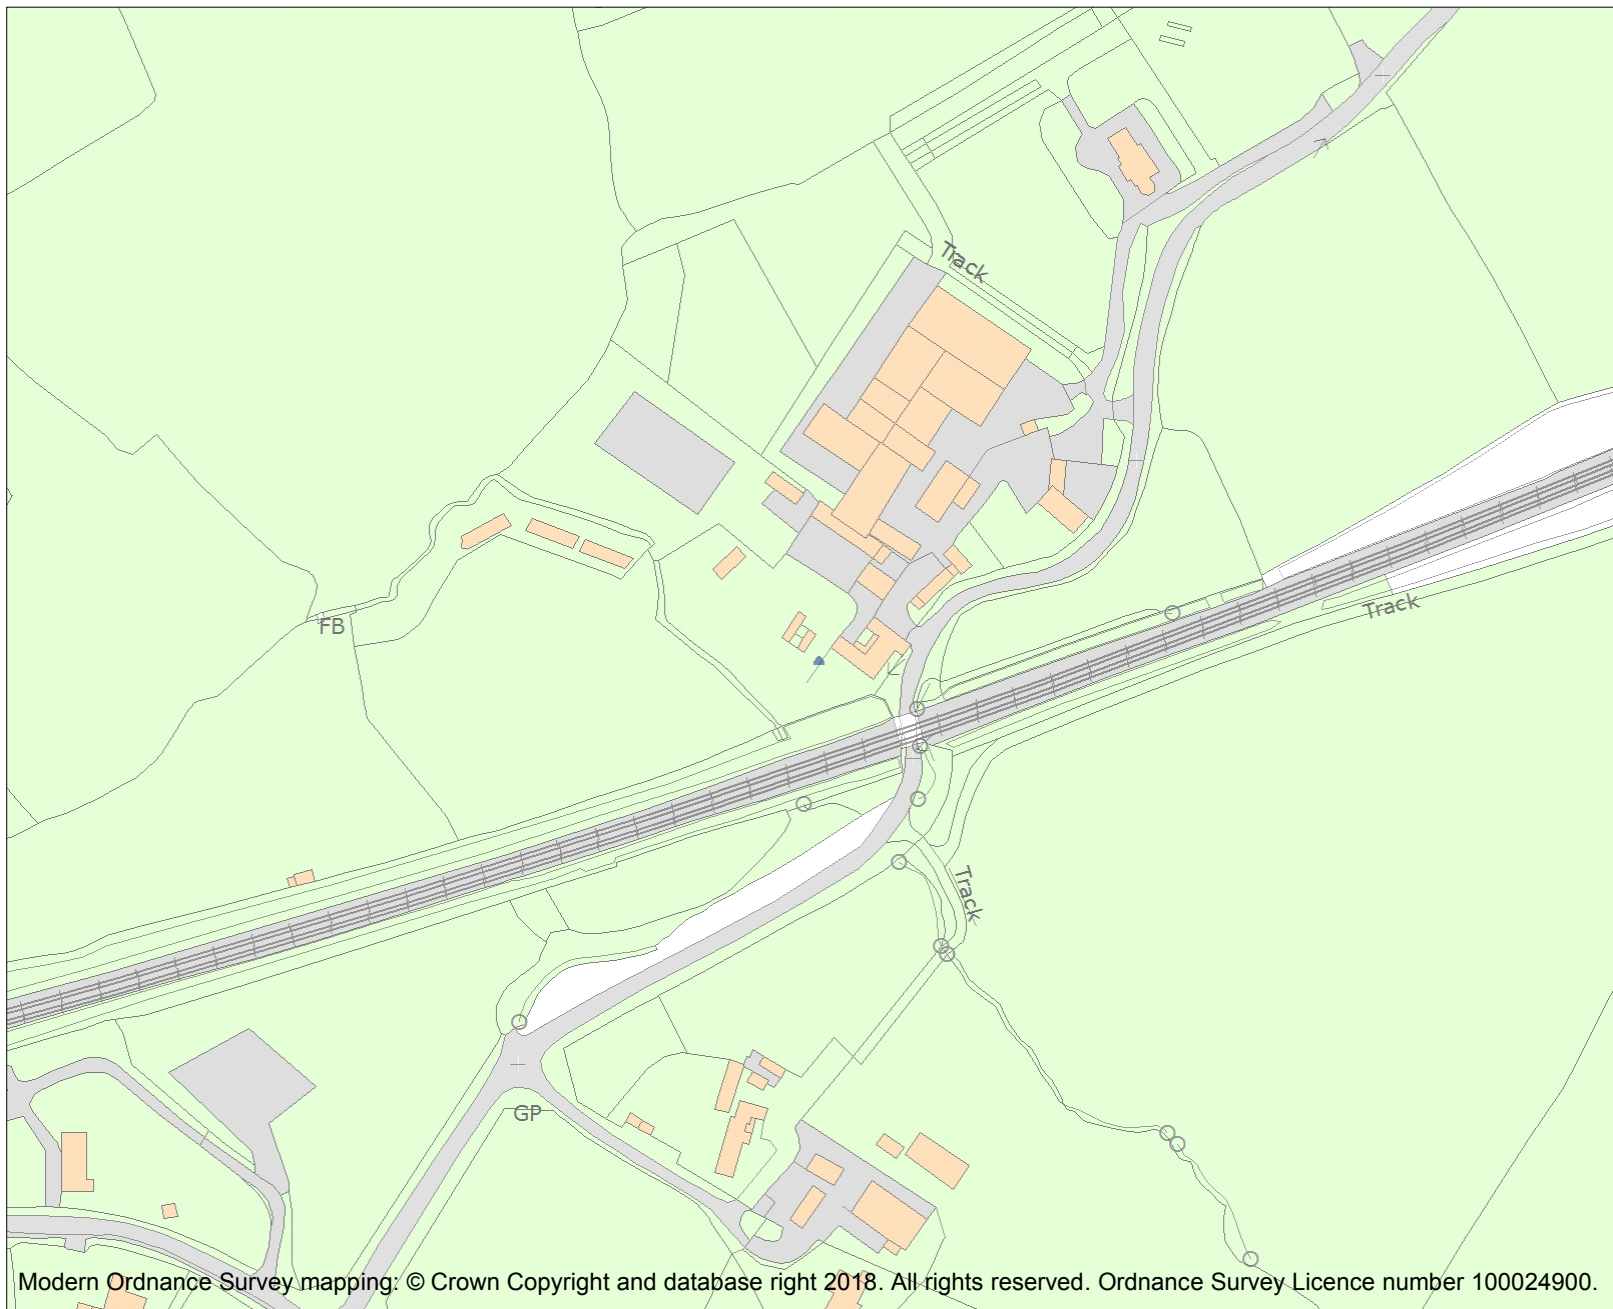 Track
FB
Track
Track
GP
Modern Ordnance Survey mapping: © Crown Copyright and database right 2018. All rights reserved. Ordnance Survey Licence number 100024900.